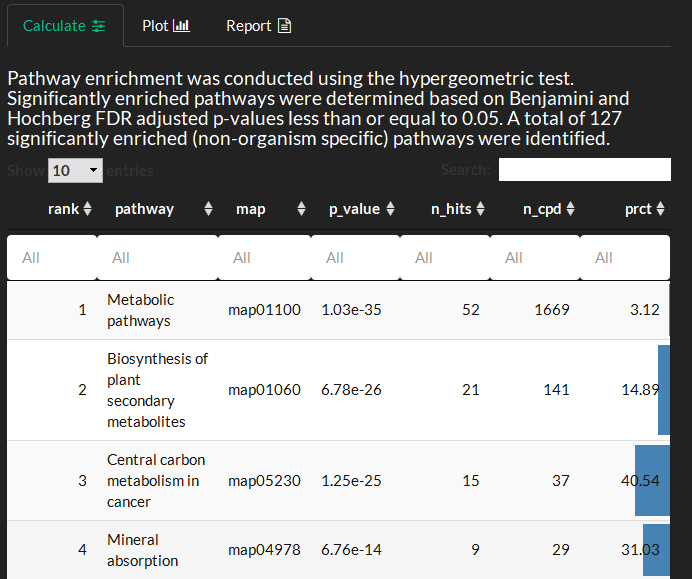 Calculate Plot Report
Pathway enrichment was conducted using the hypergeometric test.
Significantly enriched pathways were determined based on Benjamini and
Hochberg FDR adjusted p-values less than or equal to 0.05. A total of 127
significantly enriched (non-organism specific) pathways were identified.
Show 10 entries Search:
rank pathway map p_value n_hits n_cpd prct
All All All All All All All
1 Metabolic pathways map01100 1.03e-35 52 1669 3.12
2 Biosynthesis of plant secondary metabolites map01060 6.78e-26 21 141 14.89
3 Central carbon metabolism in cancer map05230 1.25e-25 15 37 40.54
4 Mineral absorption map04978 6.76e-14 9 29 31.03